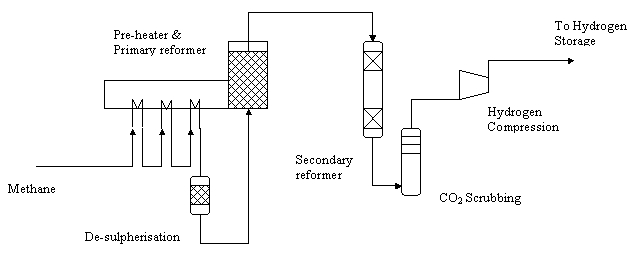 Pre-heater &
Primary reformer
To Hydrogen
Storage
Hydrogen
Compression
Secondary
reformer
Methane
CO₂ Scrubbing
De-sulpherisation